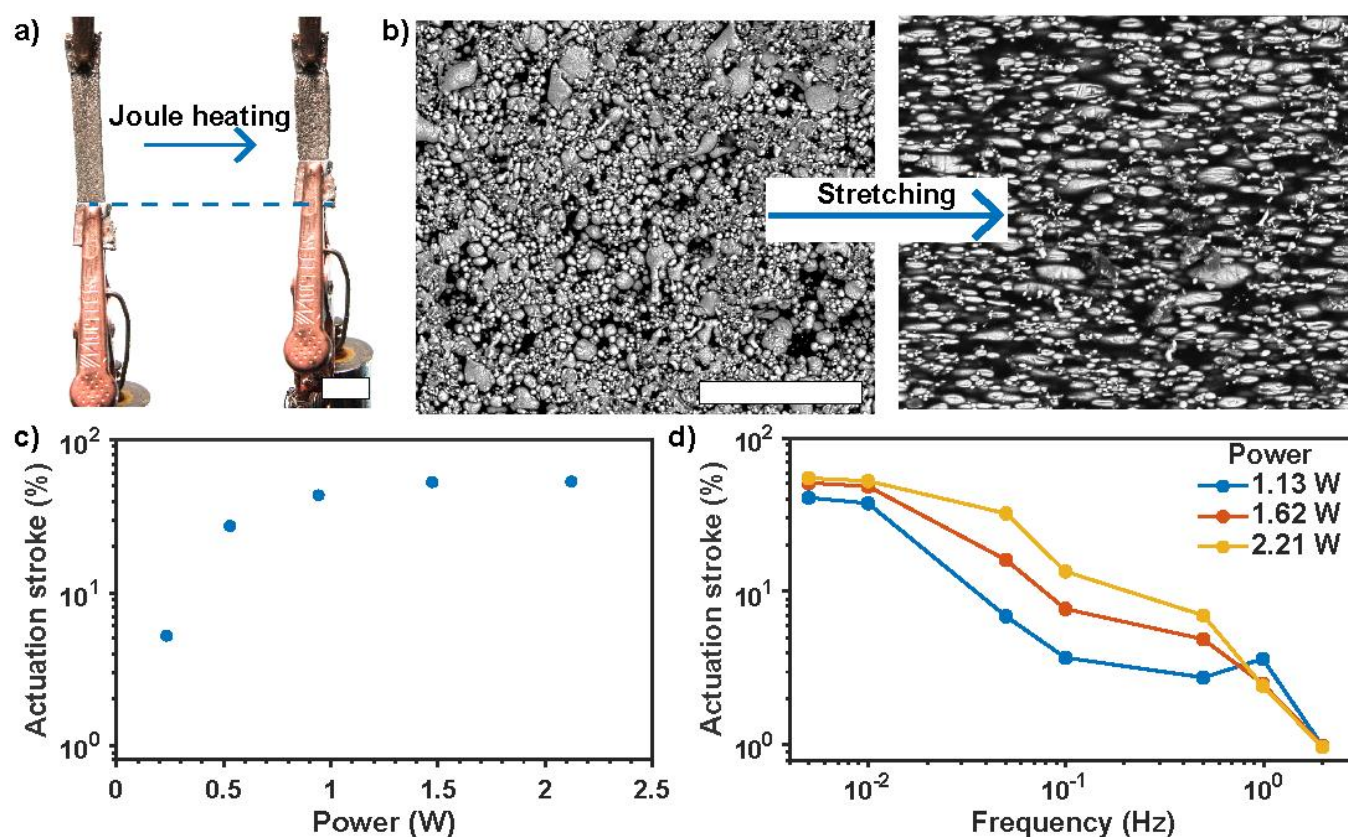 a)
Joule heating
b)
Stretching
c)
Actuation stroke (%)
10²
10¹
10⁰
0
0.5
1
1.5
2
2.5
Power (W)
d)
Actuation stroke (%)
10²
10¹
10⁰
Power
1.13 W
1.62 W
2.21 W
10⁻²
10⁻¹
10⁰
Frequency (Hz)